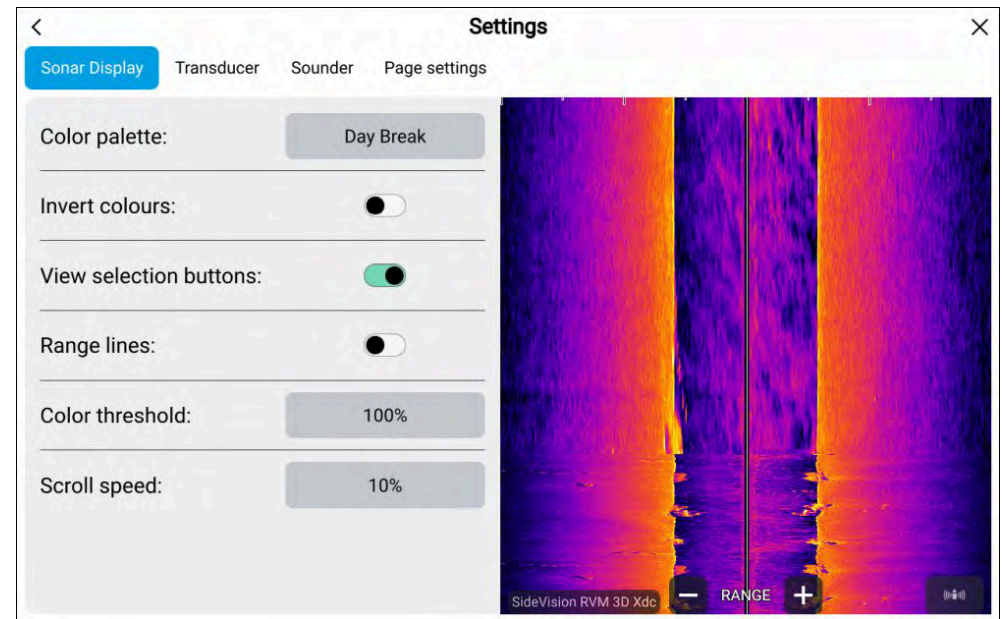 Settings
Sonar Display Transducer Sounder Page settings
Color palette: Day Break
Invert colours:
View selection buttons:
Range lines:
Color threshold: 100%
Scroll speed: 10%
SideVision RVM 3D Xdc RANGE